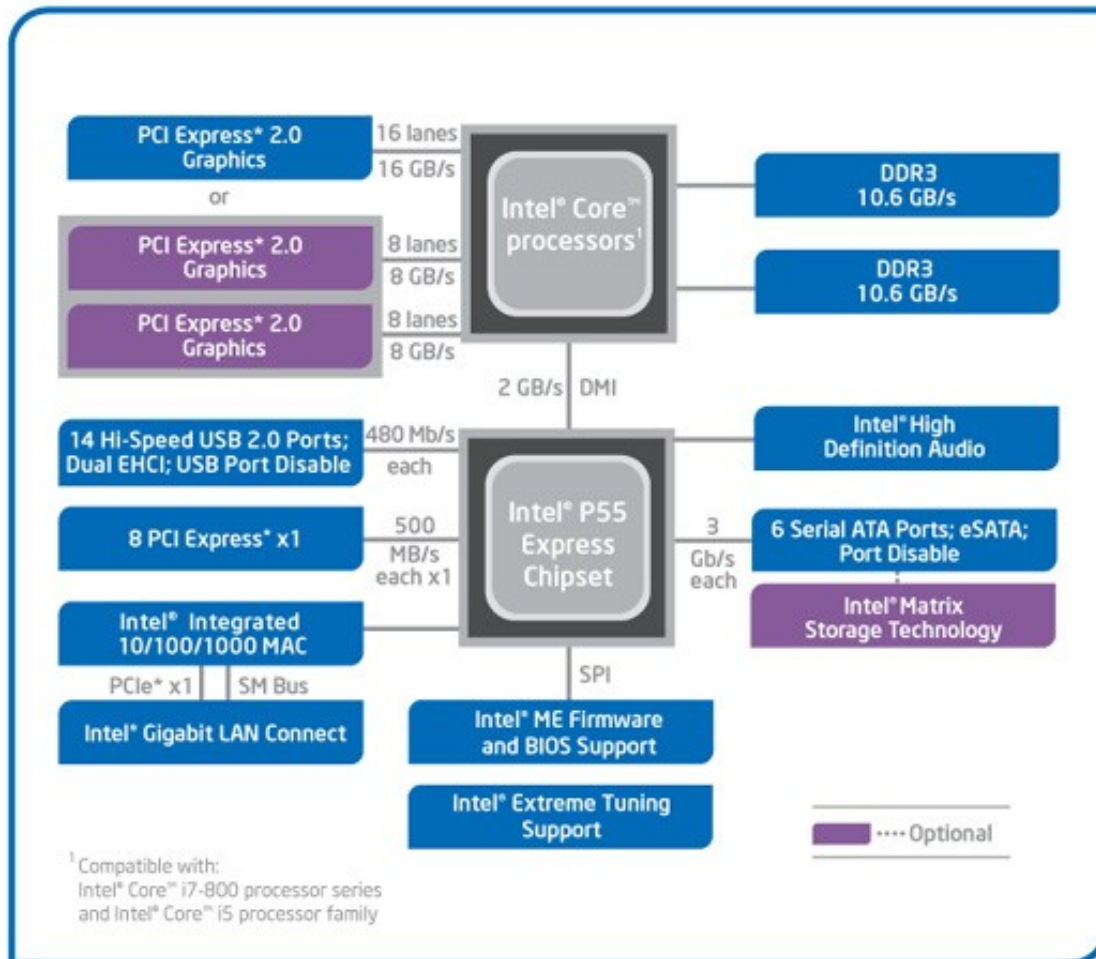 PCI Express* 2.0
Graphics
16 lanes
16 GB/s
or
PCI Express* 2.0
Graphics
8 lanes
8 GB/s
PCI Express* 2.0
Graphics
8 lanes
8 GB/s
Intel® Core™
processors¹
DDR3
10.6 GB/s
DDR3
10.6 GB/s
2 GB/s DMI
14 Hi-Speed USB 2.0 Ports;
Dual EHCI; USB Port Disable
480 Mb/s
each
8 PCI Express* x1
500
MB/s
each x1
Intel® Integrated
10/100/1000 MAC
PCIe* x1
SM Bus
Intel® Gigabit LAN Connect
Intel® P55
Express
Chipset
Intel® High
Definition Audio
3
Gb/s
each
6 Serial ATA Ports; eSATA;
Port Disable
Intel® Matrix
Storage Technology
SPI
Intel® ME Firmware
and BIOS Support
Intel® Extreme Tuning
Support
Optional
¹ Compatible with:
Intel® Core™ i7-800 processor series
and Intel® Core™ i5 processor family